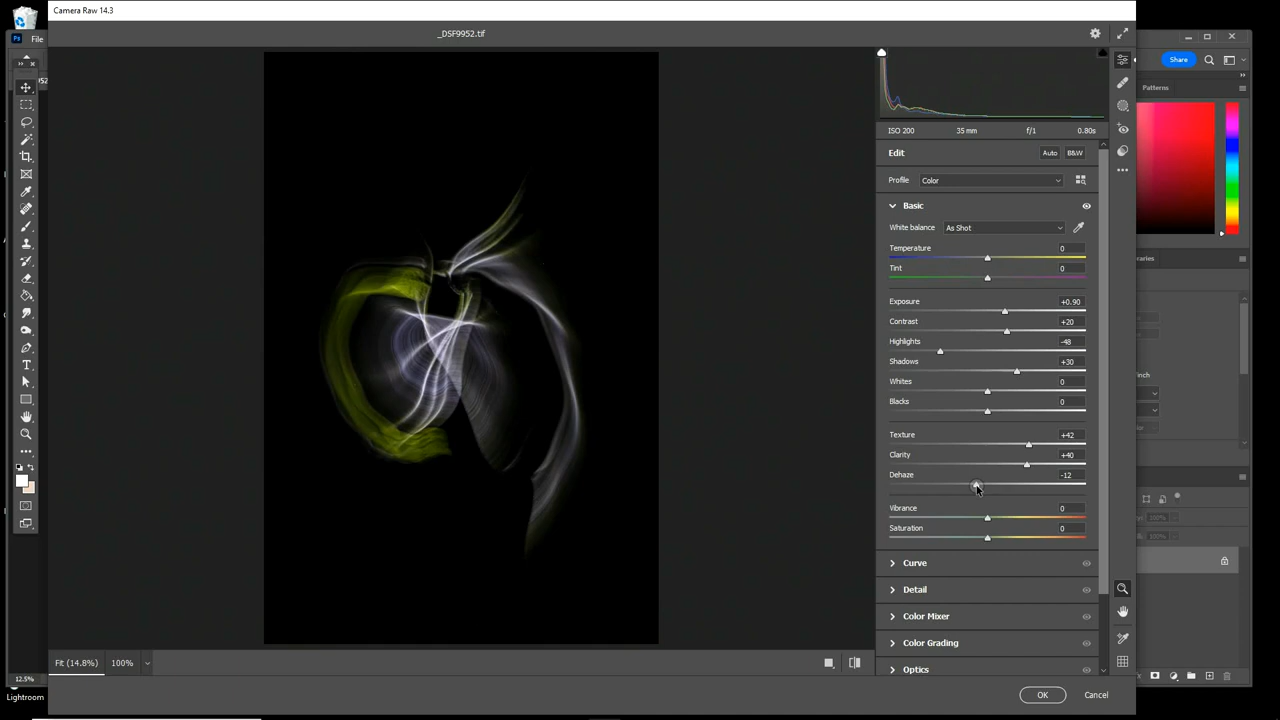 Camera Raw 14.3
_DSF9952.tif
Ps File
Share
52
Patterns
ISO 200 35 mm f/1 0.80s
Edit Auto B&W
Profile Color
Basic
White balance As Shot
Temperature 0
Tint 0
raries
Exposure +0.90
Contrast +20
Highlights -48
Shadows +30
Whites 0
Blacks 0
Texture +42
Clarity +40
Dehaze -12
Vibrance 0
Saturation 0
Curve
Detail
Color Mixer
Color Grading
Optics
Fit (14.8%) 100%
12.5%
Lightroom
OK Cancel